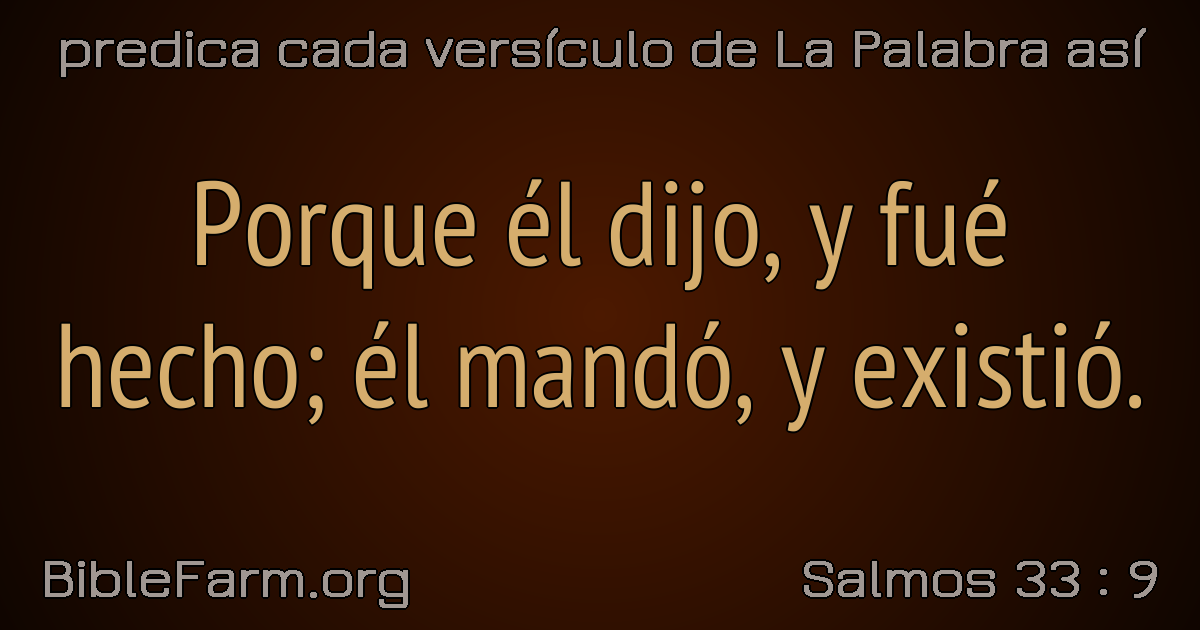 predica cada versículo de La Palabra así
Porque él dijo, y fué
hecho; él mandó, y existió.
BibleFarm.org
Salmos 33 : 9